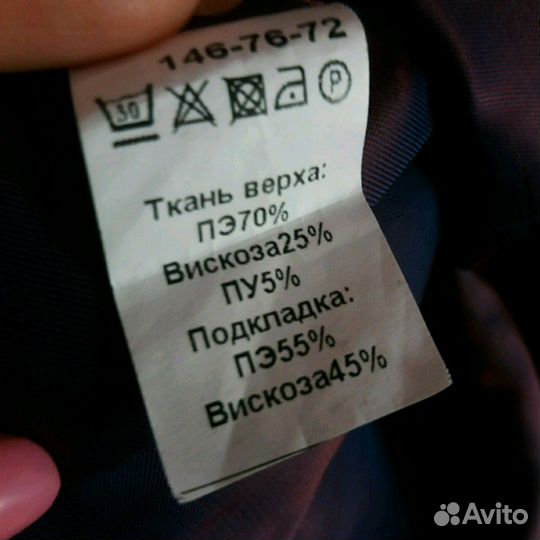 146-76-72
30 P
Ткань верха:
ПЭ70%
Вискоза25%
ПУ5%
Подкладка:
ПЭ55%
Вискоза45%
Avito